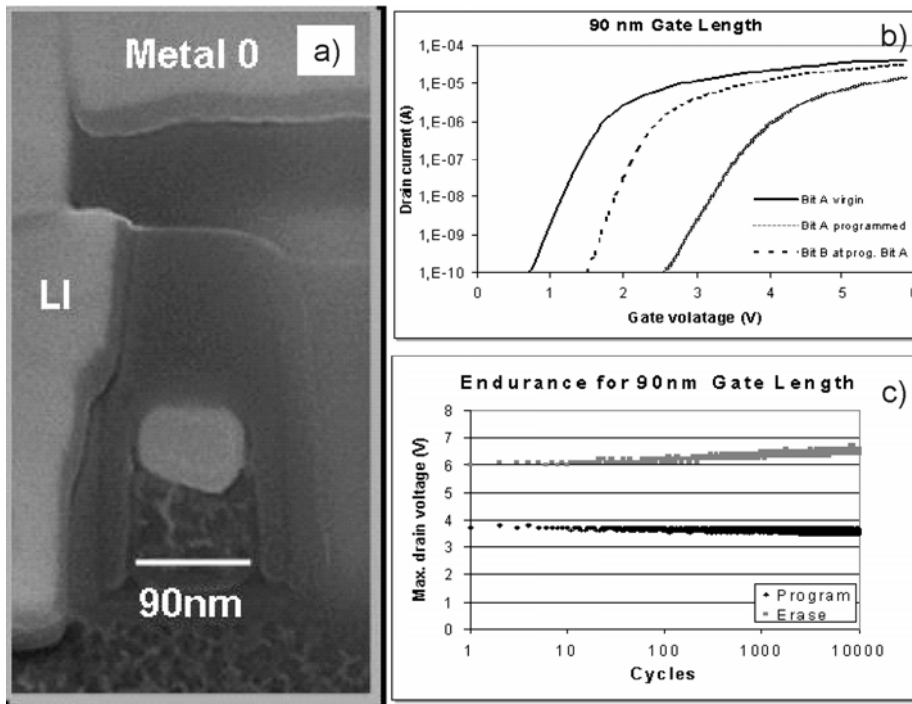 Metal 0
a)
LI
90nm
90 nm Gate Length
b)
Drain current (A)
1,E-04
1,E-05
1,E-06
1,E-07
1,E-08
1,E-09
1,E-10
Bit A virgin
Bit A programmed
Bit B at prog. Bit A
0 1 2 3 4 5 6
Gate volatage (V)
Endurance for 90nm Gate Length
c)
Max. drain voltage (V)
8
7
6
5
4
3
2
1
0
Program
Erase
1 10 100 1000 10000
Cycles